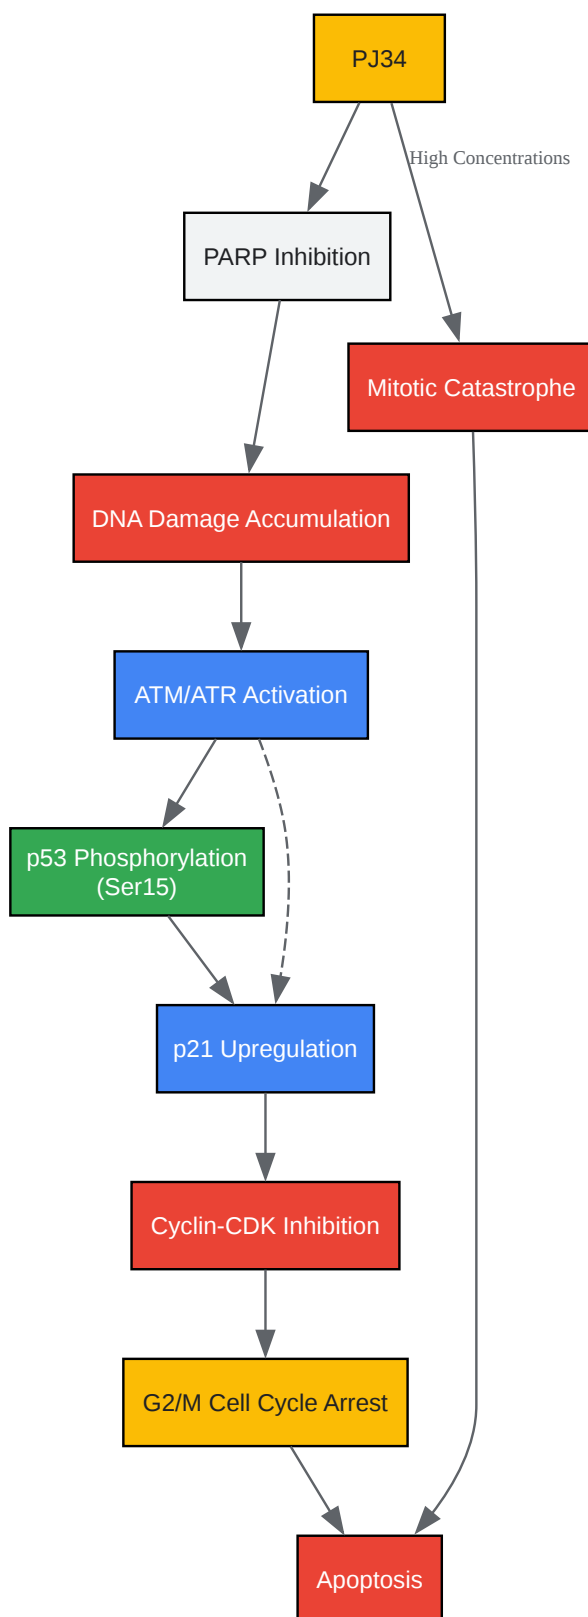 PJ34
High Concentrations
PARP Inhibition
Mitotic Catastrophe
DNA Damage Accumulation
ATM/ATR Activation
p53 Phosphorylation
(Ser15)
p21 Upregulation
Cyclin-CDK Inhibition
G2/M Cell Cycle Arrest
Apoptosis